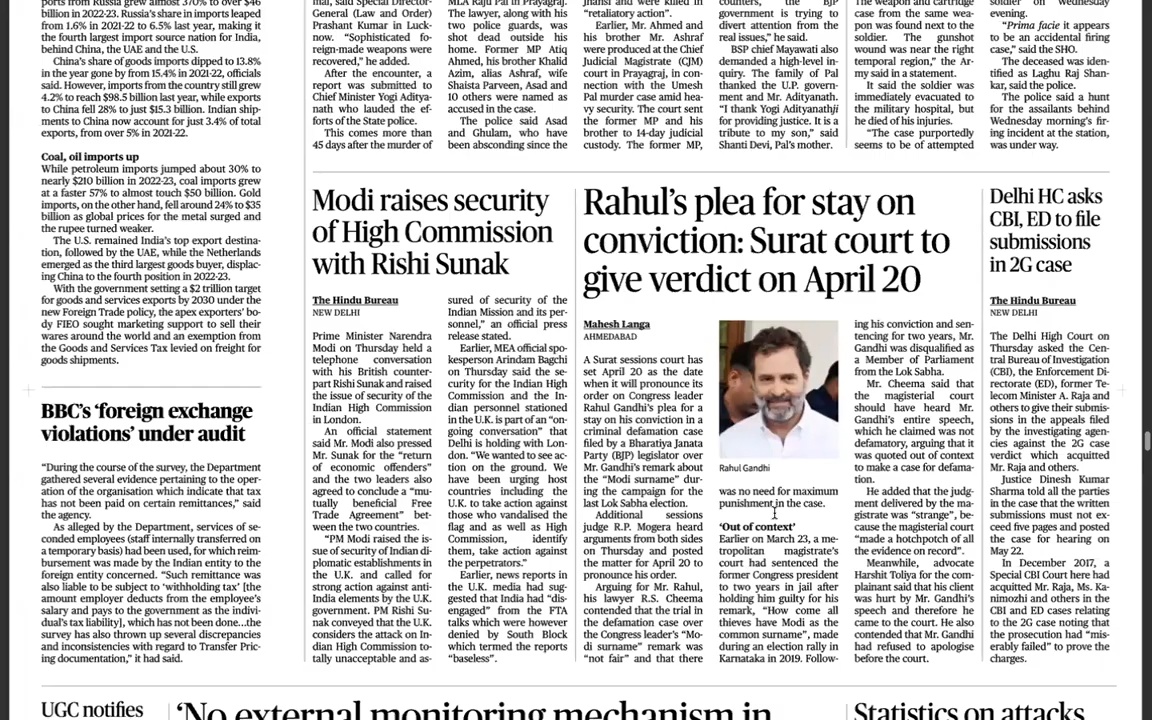 ports from Russia grew almost 370% to over $46
billion in 2022-23. Russia's share in imports leaped
from 1.6% in 2021-22 to 6.5% last year, making it
the fourth largest import source nation for India,
behind China, the UAE and the U.S.
China's share of goods imports dipped to 13.8%
in the year gone by from 15.4% in 2021-22, officials
said. However, imports from the country still grew
4.2% to reach $98.5 billion last year, while exports
to China fell 28% to just $15.3 billion. Indian ship-
ments to China now account for just 3.4% of total
exports, from over 5% in 2021-22.
Coal, oil imports up
While petroleum imports jumped about 30% to
nearly $210 billion in 2022-23, coal imports grew
at a faster 57% to almost touch $50 billion. Gold
imports, on the other hand, fell around 24% to $35
billion as global prices for the metal surged and
the rupee turned weaker.
The U.S. remained India's top export destina-
tion, followed by the UAE, while the Netherlands
emerged as the third largest goods buyer, displac-
ing China to the fourth position in 2022-23.
With the government setting a $2 trillion target
for goods and services exports by 2030 under the
new Foreign Trade policy, the apex exporters' bo-
dy FIEO sought marketing support to sell their
wares around the world and an exemption from
the Goods and Services Tax levied on freight for
goods shipments.
BBC's 'foreign exchange
violations' under audit
"During the course of the survey, the Department
gathered several evidence pertaining to the oper-
ation of the organisation which indicate that tax
has not been paid on certain remittances," said
the agency.
As alleged by the Department, services of se-
conded employees (staff internally transferred on
a temporary basis) had been used, for which reim-
bursement was made by the Indian entity to the
foreign entity concerned. "Such remittance was
also liable to be subject to 'withholding tax' [the
amount employer deducts from the employee's
salary and pays to the government as the indivi-
dual's tax liability], which has not been done...the
survey has also thrown up several discrepancies
and inconsistencies with regard to Transfer Pric-
ing documentation," it had said.
mal, said Special Director-
General (Law and Order)
Prashant Kumar in Luck-
now. "Sophisticated fo-
reign-made weapons were
recovered," he added.
After the encounter, a
report was submitted to
Chief Minister Yogi Aditya-
nath who lauded the ef-
forts of the State police.
This comes more than
45 days after the murder of
MLA Raju Pal in Prayagraj.
The lawyer, along with his
two police guards, was
shot dead outside his
home. Former MP Atiq
Ahmed, his brother Khalid
Azim, alias Ashraf, wife
Shaista Parveen, Asad and
10 others were named as
accused in the case.
The police said Asad
and Ghulam, who have
been absconding since the
Jhansi and were killed in
"retaliatory action".
Earlier, Mr. Ahmed and
his brother Mr. Ashraf
were produced at the Chief
Judicial Magistrate (CJM)
court in Prayagraj, in con-
nection with the Umesh
Pal murder case amid hea-
vy security. The court sent
the former MP and his
brother to 14-day judicial
custody. The former MP,
counters, the BJP
government is trying to
divert attention from the
real issues," he said.
BSP chief Mayawati also
demanded a high-level in-
quiry. The family of Pal
thanked the U.P. govern-
ment and Mr. Adityanath.
"I thank Yogi Adityanathji
for providing justice. It is a
tribute to my son," said
Shanti Devi, Pal's mother.
The weapon and cartridge
case from the same wea-
pon was found next to the
soldier. The gunshot
wound was near the right
temporal region," the Ar-
my said in a statement.
It said the soldier was
immediately evacuated to
the military hospital, but
he died of his injuries.
"The case purportedly
seems to be of attempted
soldier on Wednesday
evening.
"Prima facie it appears
to be an accidental firing
case," said the SHO.
The deceased was iden-
tified as Laghu Raj Shan-
kar, said the police.
The police said a hunt
for the assailants behind
Wednesday morning's fir-
ing incident at the station,
was under way.
Modi raises security
of High Commission
with Rishi Sunak
The Hindu Bureau
NEW DELHI
Prime Minister Narendra
Modi on Thursday held a
telephone conversation
with his British counter-
part Rishi Sunak and raised
the issue of security of the
Indian High Commission
in London.
An official statement
said Mr. Modi also pressed
Mr. Sunak for the "return
of economic offenders"
and the two leaders also
agreed to conclude a "mu-
tually beneficial Free
Trade Agreement" bet-
ween the two countries.
"PM Modi raised the is-
sue of security of Indian di-
plomatic establishments in
the U.K. and called for
strong action against anti-
India elements by the U.K.
government. PM Rishi Su-
nak conveyed that the U.K.
considers the attack on In-
dian High Commission to-
tally unacceptable and as-
sured of security of the
Indian Mission and its per-
sonnel," an official press
release stated.
Earlier, MEA official spo-
kesperson Arindam Bagchi
on Thursday said the se-
curity for the Indian High
Commission and the In-
dian personnel stationed
in the U.K. is part of an "on-
going conversation" that
Delhi is holding with Lon-
don. "We wanted to see ac-
tion on the ground. We
have been urging host
countries including the
U.K. to take action against
those who vandalised the
flag and as well as High
Commission, identify
them, take action against
the perpetrators."
Earlier, news reports in
the U.K. media had sug-
gested that India had "dis-
engaged" from the FTA
talks which were however
denied by South Block
which termed the reports
"baseless".
Rahul's plea for stay on
conviction: Surat court to
give verdict on April 20
Mahesh Langa
AHMEDABAD
A Surat sessions court has
set April 20 as the date
when it will pronounce its
order on Congress leader
Rahul Gandhi's plea for a
stay on his conviction in a
criminal defamation case
filed by a Bharatiya Janata
Party (BJP) legislator over
Mr. Gandhi's remark about
the "Modi surname" dur-
ing the campaign for the
last Lok Sabha election.
Additional sessions
judge R.P. Mogera heard
arguments from both sides
on Thursday and posted
the matter for April 20 to
pronounce his order.
Arguing for Mr. Rahul,
his lawyer R.S. Cheema
contended that the trial in
the defamation case over
the Congress leader's "Mo-
di surname" remark was
"not fair" and that there
Rahul Gandhi
was no need for maximum
punishment in the case.
'Out of context'
Earlier on March 23, a me-
tropolitan magistrate's
court had sentenced the
former Congress president
to two years in jail after
holding him guilty for his
remark, "How come all
thieves have Modi as the
common surname", made
during an election rally in
Karnataka in 2019. Follow-
ing his conviction and sen-
tencing for two years, Mr.
Gandhi was disqualified as
a Member of Parliament
from the Lok Sabha.
Mr. Cheema said that
the magisterial court
should have heard Mr.
Gandhi's entire speech,
which he claimed was not
defamatory, arguing that it
was quoted out of context
to make a case for defama-
tion.
He added that the judg-
ment delivered by the ma-
gistrate was "strange", be-
cause the magisterial court
"made a hotchpotch of all
the evidence on record".
Meanwhile, advocate
Harshit Toliya for the com-
plainant said that his client
was hurt by Mr. Gandhi's
speech and therefore he
came to the court. He also
contended that Mr. Gandhi
had refused to apologise
before the court.
Delhi HC asks
CBI, ED to file
submissions
in 2G case
The Hindu Bureau
NEW DELHI
The Delhi High Court on
Thursday asked the Cen-
tral Bureau of Investigation
(CBI), the Enforcement Di-
rectorate (ED), former Te-
lecom Minister A. Raja and
others to give their submis-
sions in the appeals filed
by the investigating agen-
cies against the 2G case
verdict which acquitted
Mr. Raja and others.
Justice Dinesh Kumar
Sharma told all the parties
in the case that the written
submissions must not ex-
ceed five pages and posted
the case for hearing on
May 22.
In December 2017, a
Special CBI Court here had
acquitted Mr. Raja, Ms. Ka-
nimozhi and others in the
CBI and ED cases relating
to the 2G case noting that
the prosecution had "mis-
erably failed" to prove the
charges.
UGC notifies
'No external monitoring mechanism in
Statistics on attacks